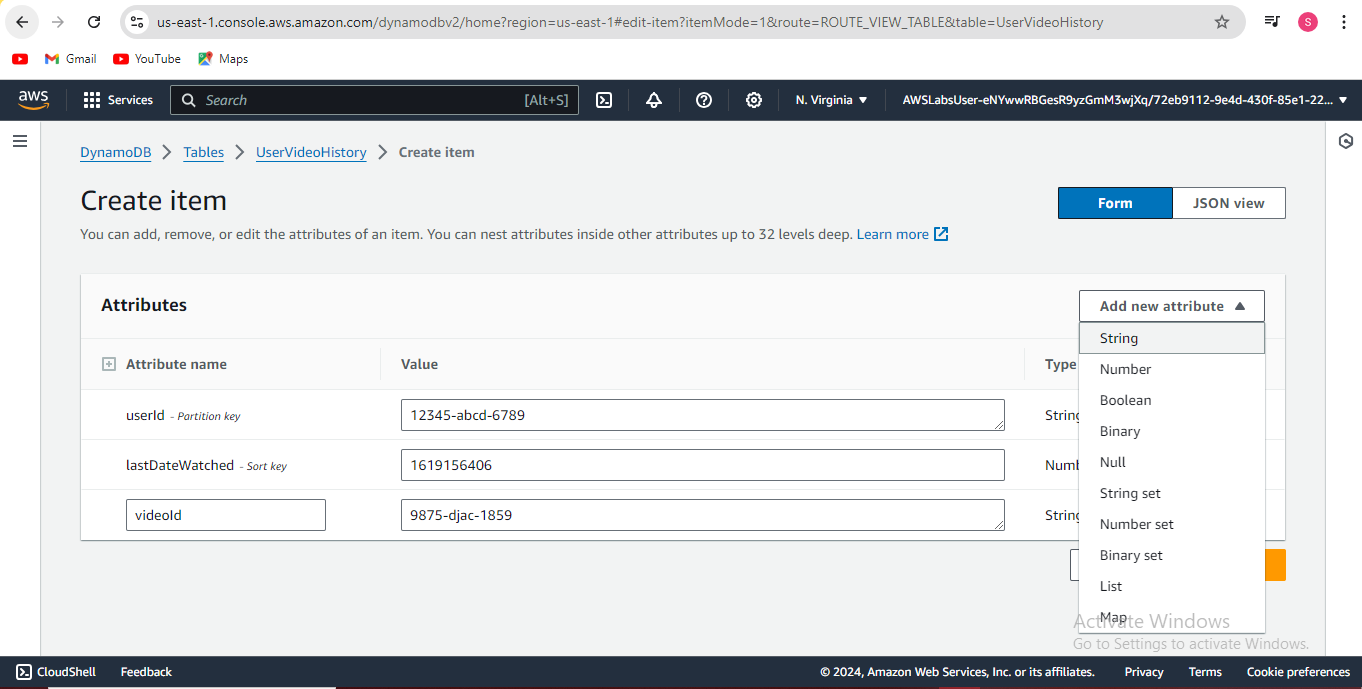 us-east-1.console.aws.amazon.com/dynamodbv2/home?region=us-east-1#edit-item?itemMode=1&route=ROUTE_VIEW_TABLE&table=UserVideoHistory
S
Gmail YouTube Maps
aws Services Search [Alt+S] N. Virginia AWSLabsUser-eNYwwRBGesR9yzGmM3wjXq/72eb9112-9e4d-430f-85e1-22...
DynamoDB Tables UserVideoHistory Create item
Create item
Form JSON view
You can add, remove, or edit the attributes of an item. You can nest attributes inside other attributes up to 32 levels deep. Learn more
Attributes
Add new attribute
Attribute name Value Type
userId - Partition key 12345-abcd-6789 String
lastDateWatched - Sort key 1619156406 Numb
videoId 9875-djac-1859 String
String
Number
Boolean
Binary
Null
String set
Number set
Binary set
List
Map
Activate Windows
Go to Settings to activate Windows.
CloudShell Feedback © 2024, Amazon Web Services, Inc. or its affiliates. Privacy Terms Cookie preferences